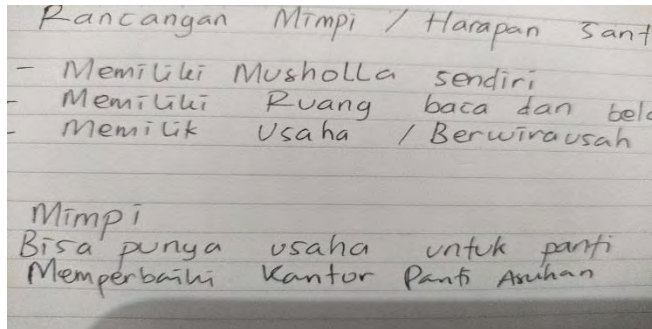 Rancangan Mimpi / Harapan Sant
- Memiliki Musholla sendiri
- Memiliki Ruang baca dan bela
- Memilik Usaha / Berwirausah
Mimpi
Bisa punya usaha untuk panti
Memperbaiki Kantor Panti Asuhan